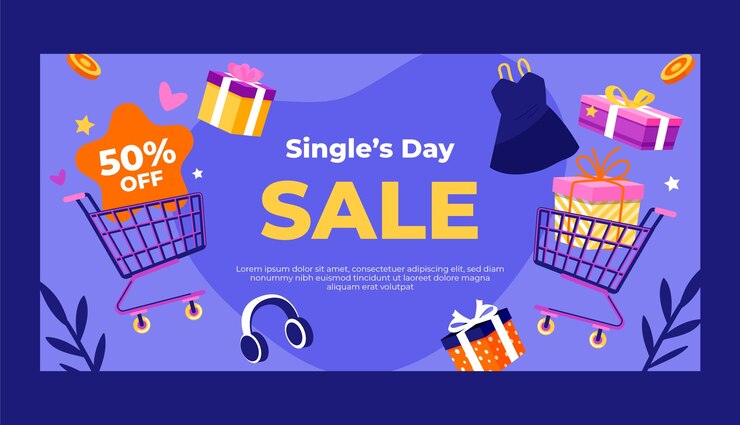 50%
OFF
Single's Day
SALE
Lorem ipsum dolor sit amet, consectetuer adipiscing elit, sed diam
nonummy nibh euismod tincidunt ut laoreet dolore magna
aliquam erat volutpat